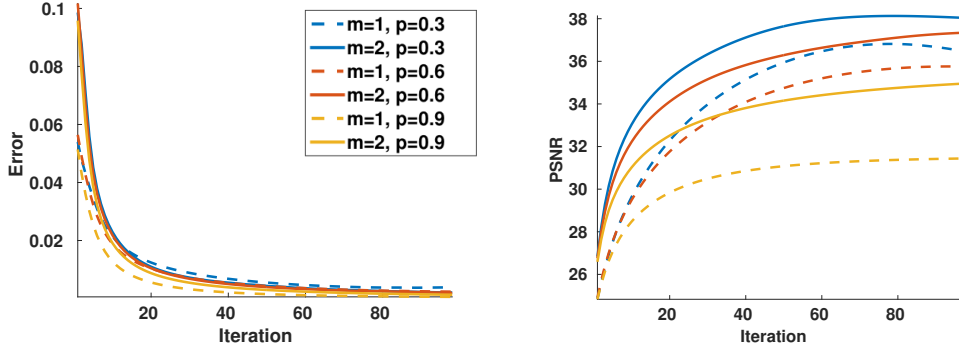 0.1
0.08
0.06
0.04
0.02
Error
20
40
60
80
Iteration
m=1, p=0.3
m=2, p=0.3
m=1, p=0.6
m=2, p=0.6
m=1, p=0.9
m=2, p=0.9
38
36
34
32
30
28
26
PSNR
20
40
60
80
Iteration